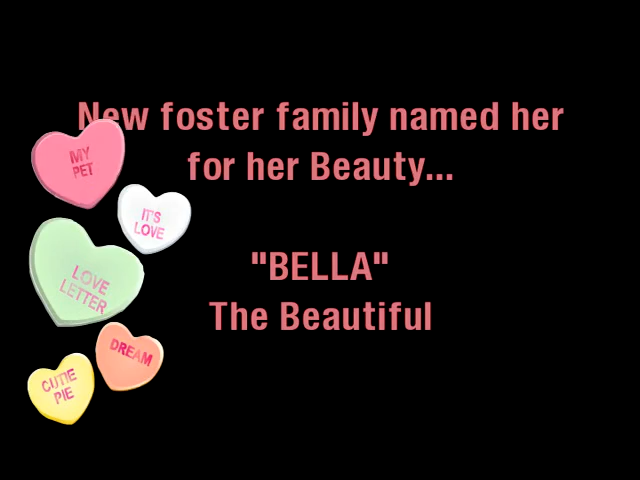 New foster family named her
for her Beauty...
"BELLA"
The Beautiful
MY
PET
IT'S
LOVE
LOVE
LETTER
DREAM
CUTIE
PIE